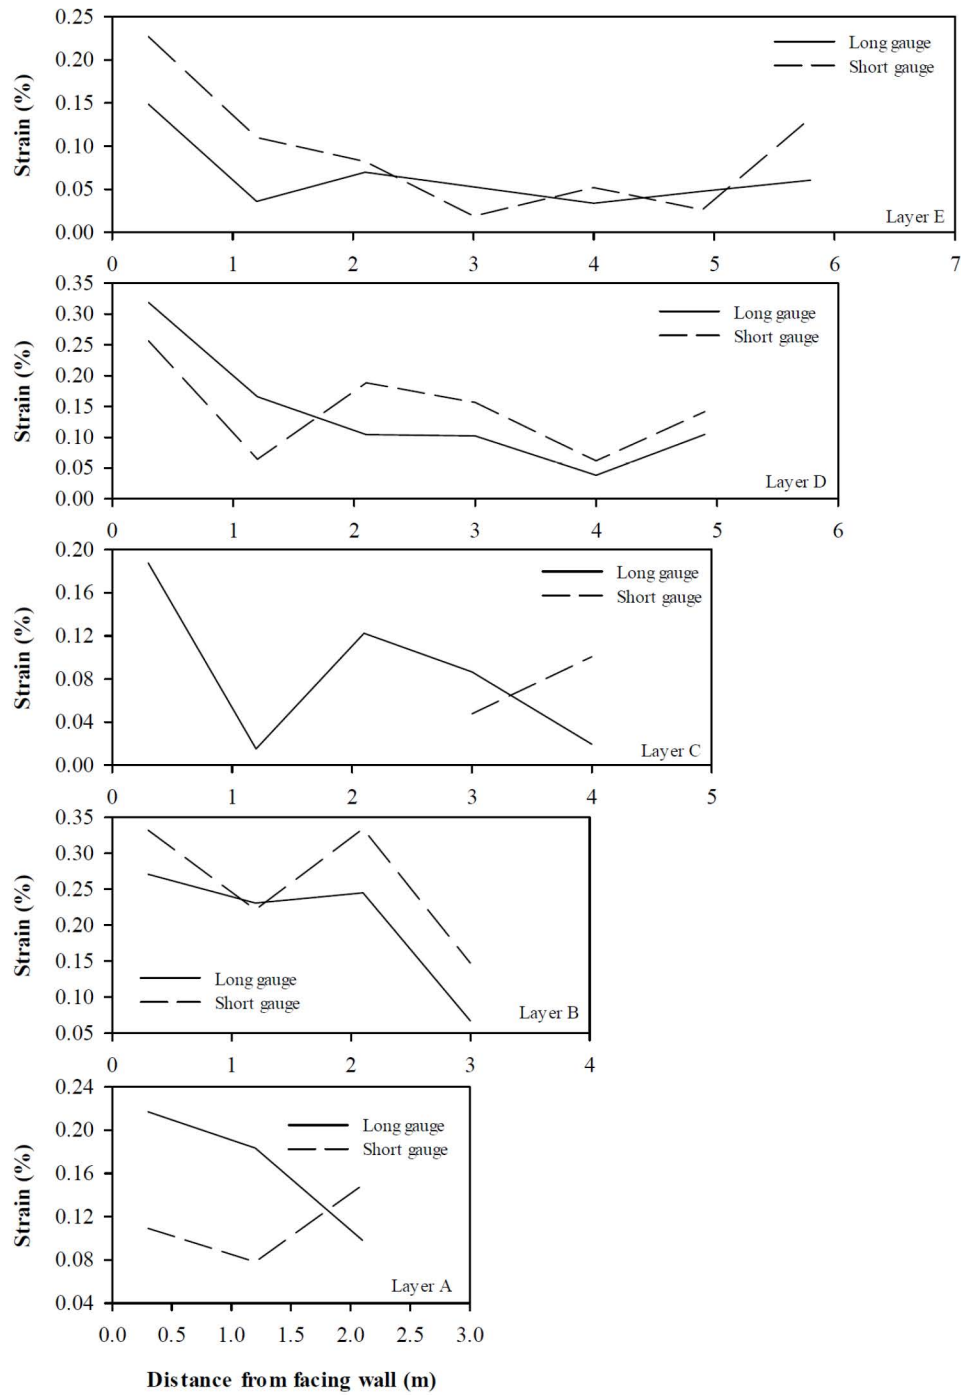 0.25
0.20
0.15
0.10
0.05
0.00
Strain (%)
Long gauge
Short gauge
Layer E
0 1 2 3 4 5 6 7
0.35
0.30
0.25
0.20
0.15
0.10
0.05
0.00
Strain (%)
Long gauge
Short gauge
Layer D
0 1 2 3 4 5 6
0.20
0.16
0.12
0.08
0.04
0.00
Strain (%)
Long gauge
Short gauge
Layer C
0 1 2 3 4 5
0.35
0.30
0.25
0.20
0.15
0.10
0.05
Strain (%)
Long gauge
Short gauge
Layer B
0 1 2 3 4
0.24
0.20
0.16
0.12
0.08
0.04
Strain (%)
Long gauge
Short gauge
Layer A
0.0 0.5 1.0 1.5 2.0 2.5 3.0
Distance from facing wall (m)